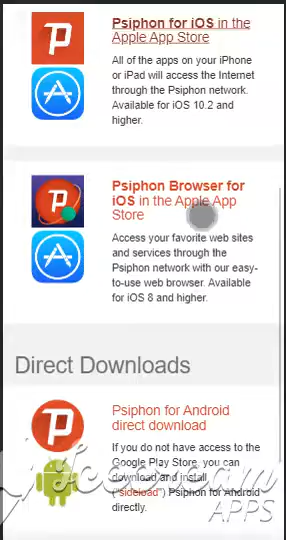 Psiphon for iOS in the
Apple App Store
All of the apps on your iPhone
or iPad will access the Internet
through the Psiphon network.
Available for iOS 10.2 and
higher.
Psiphon Browser for
iOS in the Apple App
Store
Access your favorite web sites
and services through the
Psiphon network with our easy-
to-use web browser. Available
for iOS 8 and higher.
Direct Downloads
Psiphon for Android
direct download
If you do not have access to the
Google Play Store, you can
download and install
("sideload") Psiphon for Android
directly.
APPS